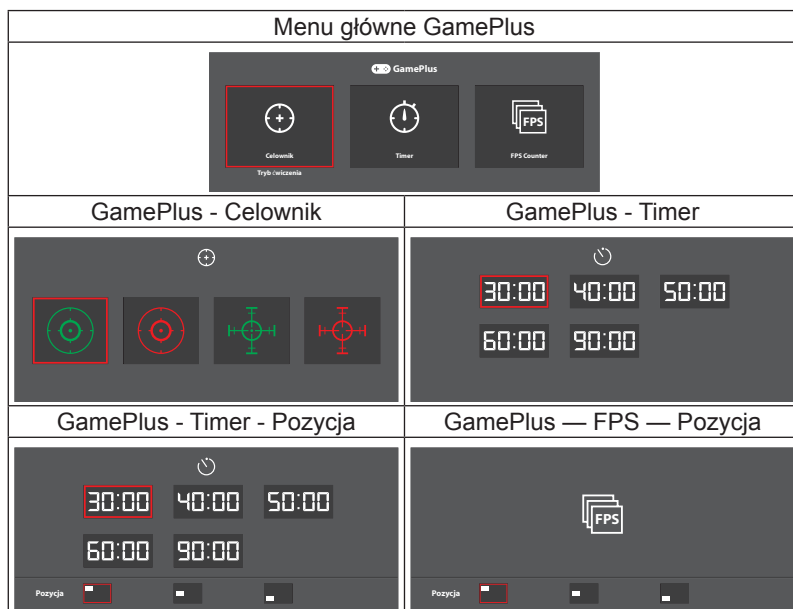 Menu główne GamePlus
GamePlus
Celownik
Timer
FPS
FPS Counter
Tryb ćwiczenia
GamePlus - Celownik
GamePlus - Timer
30:00 40:00 50:00
60:00 90:00
GamePlus - Timer - Pozycja
GamePlus — FPS — Pozycja
30:00 40:00 50:00
60:00 90:00
Pozycja
FPS
Pozycja